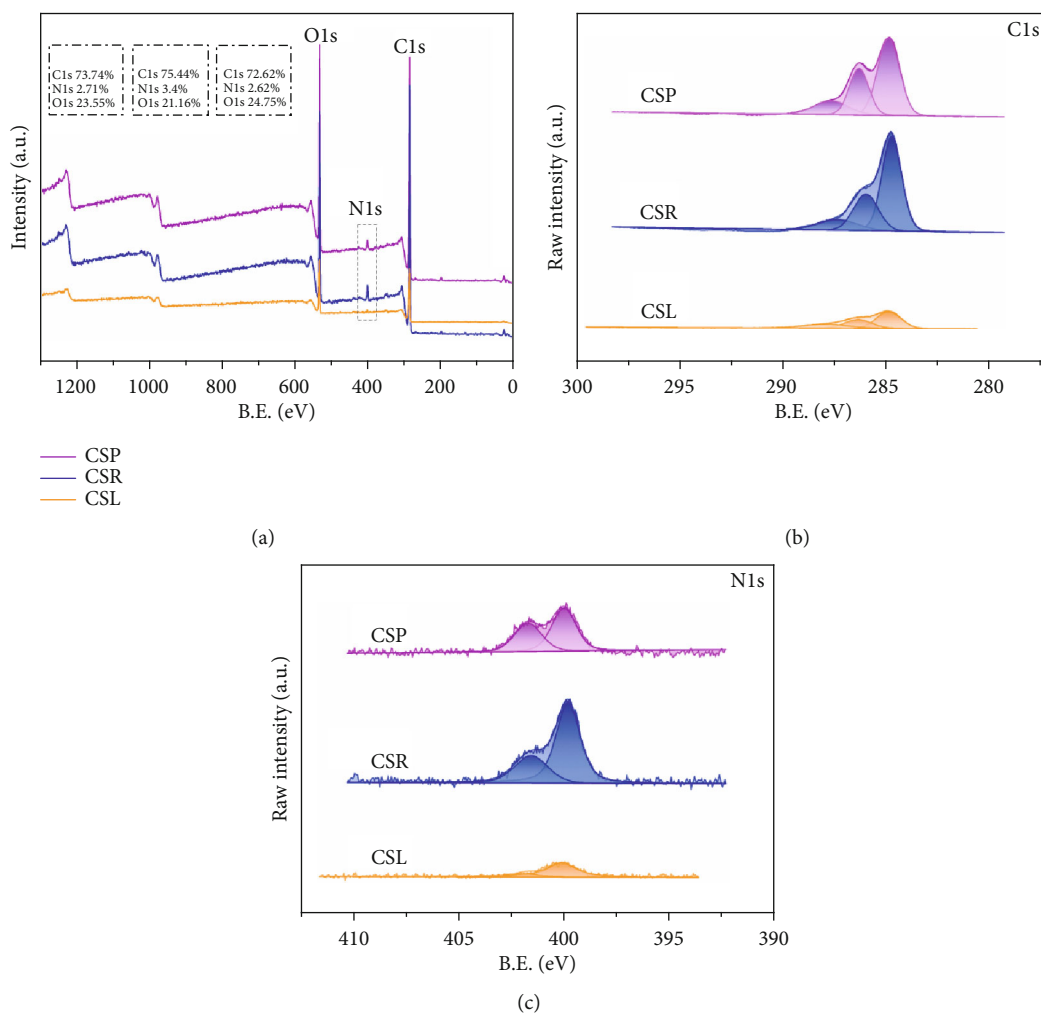 O1s
C1s
C1s 73.74%
N1s 2.71%
O1s 23.55%
C1s 75.44%
N1s 3.4%
O1s 21.16%
C1s 72.62%
N1s 2.62%
O1s 24.75%
N1s
Intensity (a.u.)
1200 1000 800 600 400 200 0
B.E. (eV)
CSP
CSR
CSL
(a)
C1s
CSP
CSR
CSL
Raw intensity (a.u.)
300 295 290 285 280
B.E. (eV)
(b)
N1s
CSP
CSR
CSL
Raw intensity (a.u.)
410 405 400 395 390
B.E. (eV)
(c)